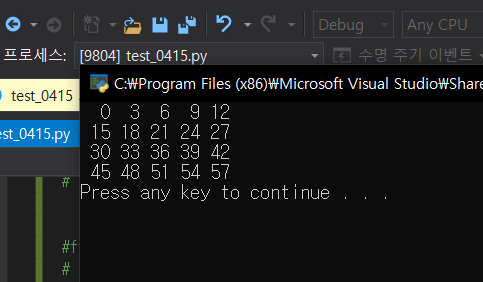 Debug Any CPU
프로세스: [9804] test_0415.py 수명 주기 이벤트
test_0415
C:\Program Files (x86)\Microsoft Visual Studio\Share
est_0415.py
0 3 6 9 12
15 18 21 24 27
30 33 36 39 42
45 48 51 54 57
Press any key to continue . . .
#
#f
#